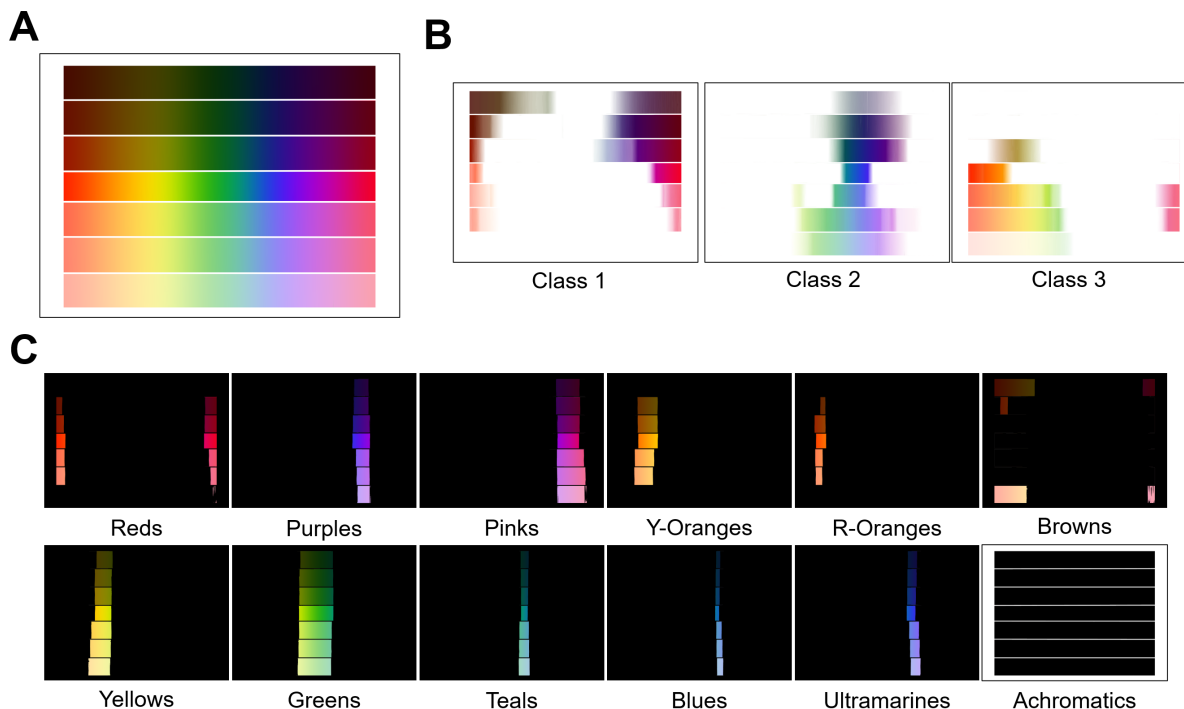 A
B
Class 1
Class 2
Class 3
C
Reds
Purples
Pinks
Y-Oranges
R-Oranges
Browns
Yellows
Greens
Teals
Blues
Ultramarines
Achromatics